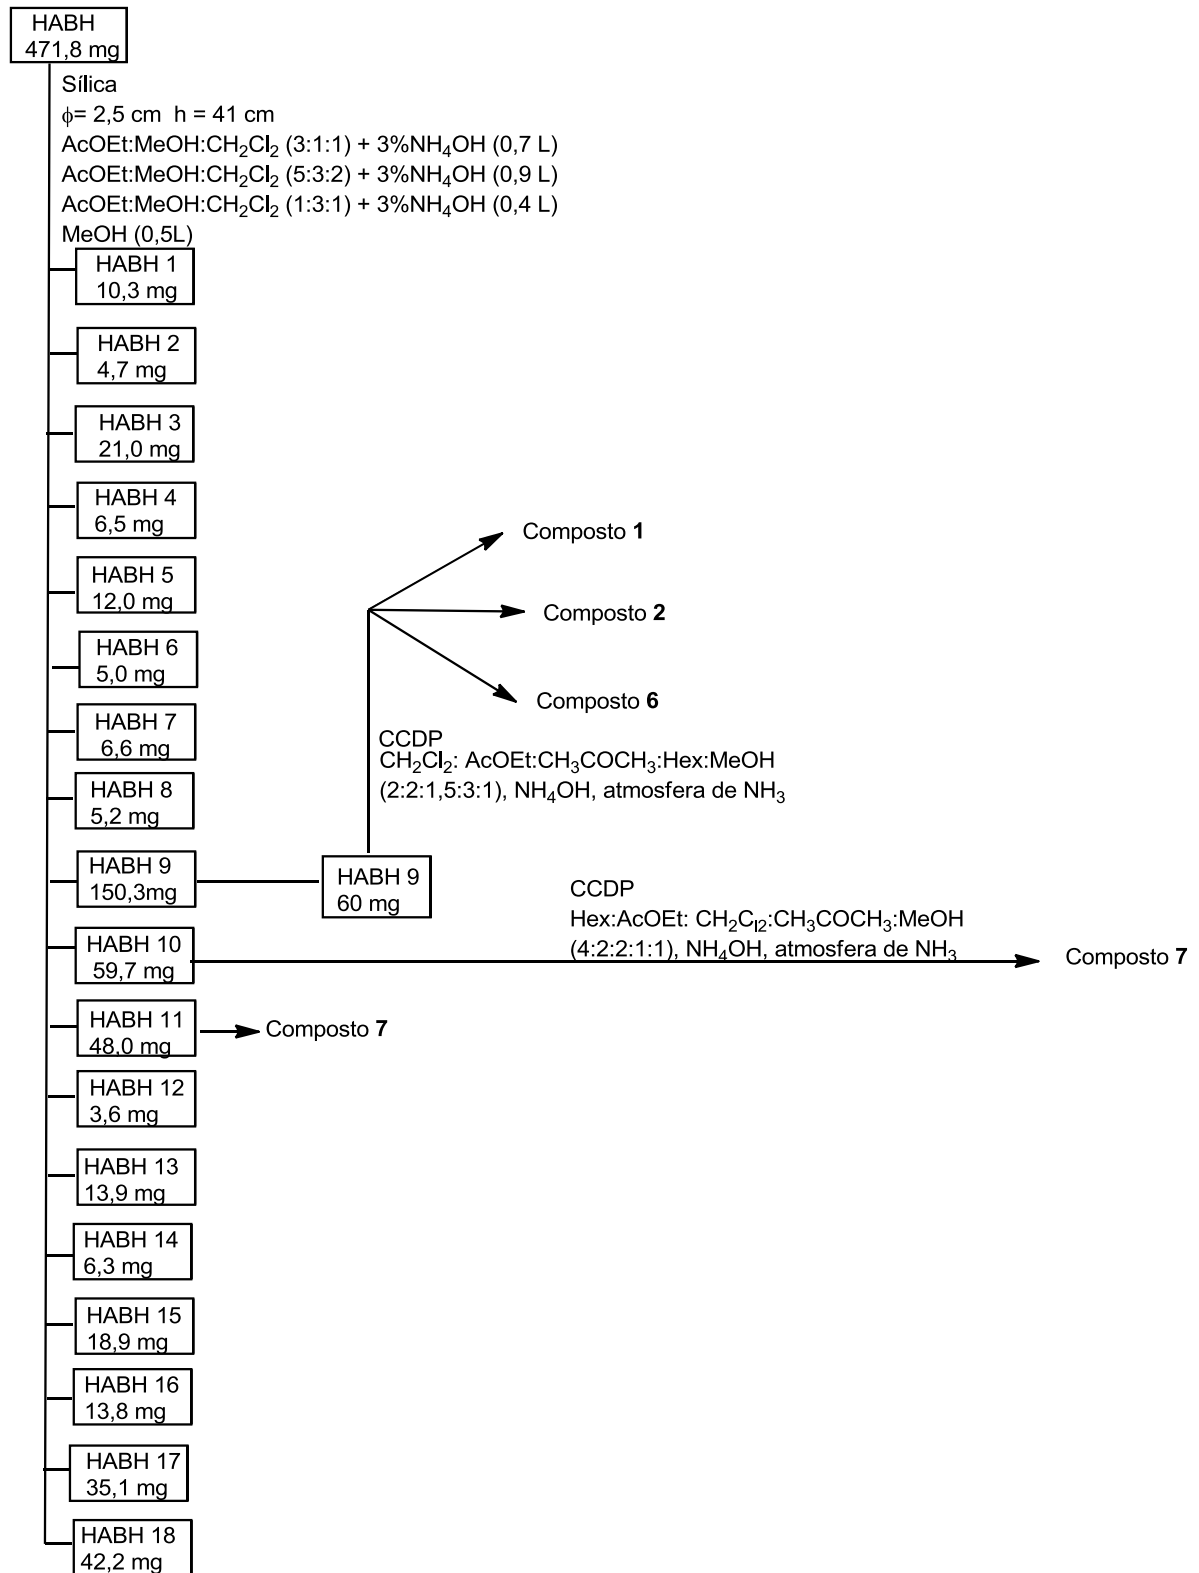 HABH
471,8 mg
Sílica
ϕ= 2,5 cm  h = 41 cm
AcOEt:MeOH:CH₂Cl₂ (3:1:1) + 3%NH₄OH (0,7 L)
AcOEt:MeOH:CH₂Cl₂ (5:3:2) + 3%NH₄OH (0,9 L)
AcOEt:MeOH:CH₂Cl₂ (1:3:1) + 3%NH₄OH (0,4 L)
MeOH (0,5L)
HABH 1
10,3 mg
HABH 2
4,7 mg
HABH 3
21,0 mg
HABH 4
6,5 mg
HABH 5
12,0 mg
HABH 6
5,0 mg
HABH 7
6,6 mg
HABH 8
5,2 mg
HABH 9
150,3mg
HABH 9
60 mg
CCDP
CH₂Cl₂: AcOEt:CH₃COCH₃:Hex:MeOH
(2:2:1,5:3:1), NH₄OH, atmosfera de NH₃
Composto 1
Composto 2
Composto 6
HABH 10
59,7 mg
CCDP
Hex:AcOEt: CH₂C₁₂:CH₃COCH₃:MeOH
(4:2:2:1:1), NH₄OH, atmosfera de NH₃
Composto 7
HABH 11
48,0 mg
Composto 7
HABH 12
3,6 mg
HABH 13
13,9 mg
HABH 14
6,3 mg
HABH 15
18,9 mg
HABH 16
13,8 mg
HABH 17
35,1 mg
HABH 18
42,2 mg